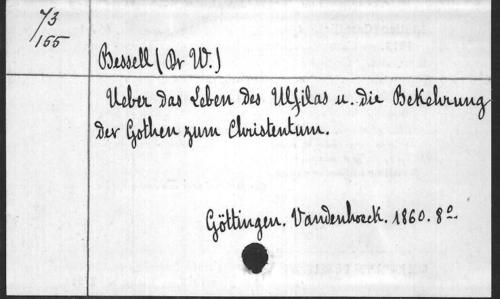 73
155
Bessell (Dr W.)
Ueber das Leben des Ulfilas u. die Bekehrung
der Gothen zum Christentum.
Göttingen. Vandenhoeck. 1860. 8º.